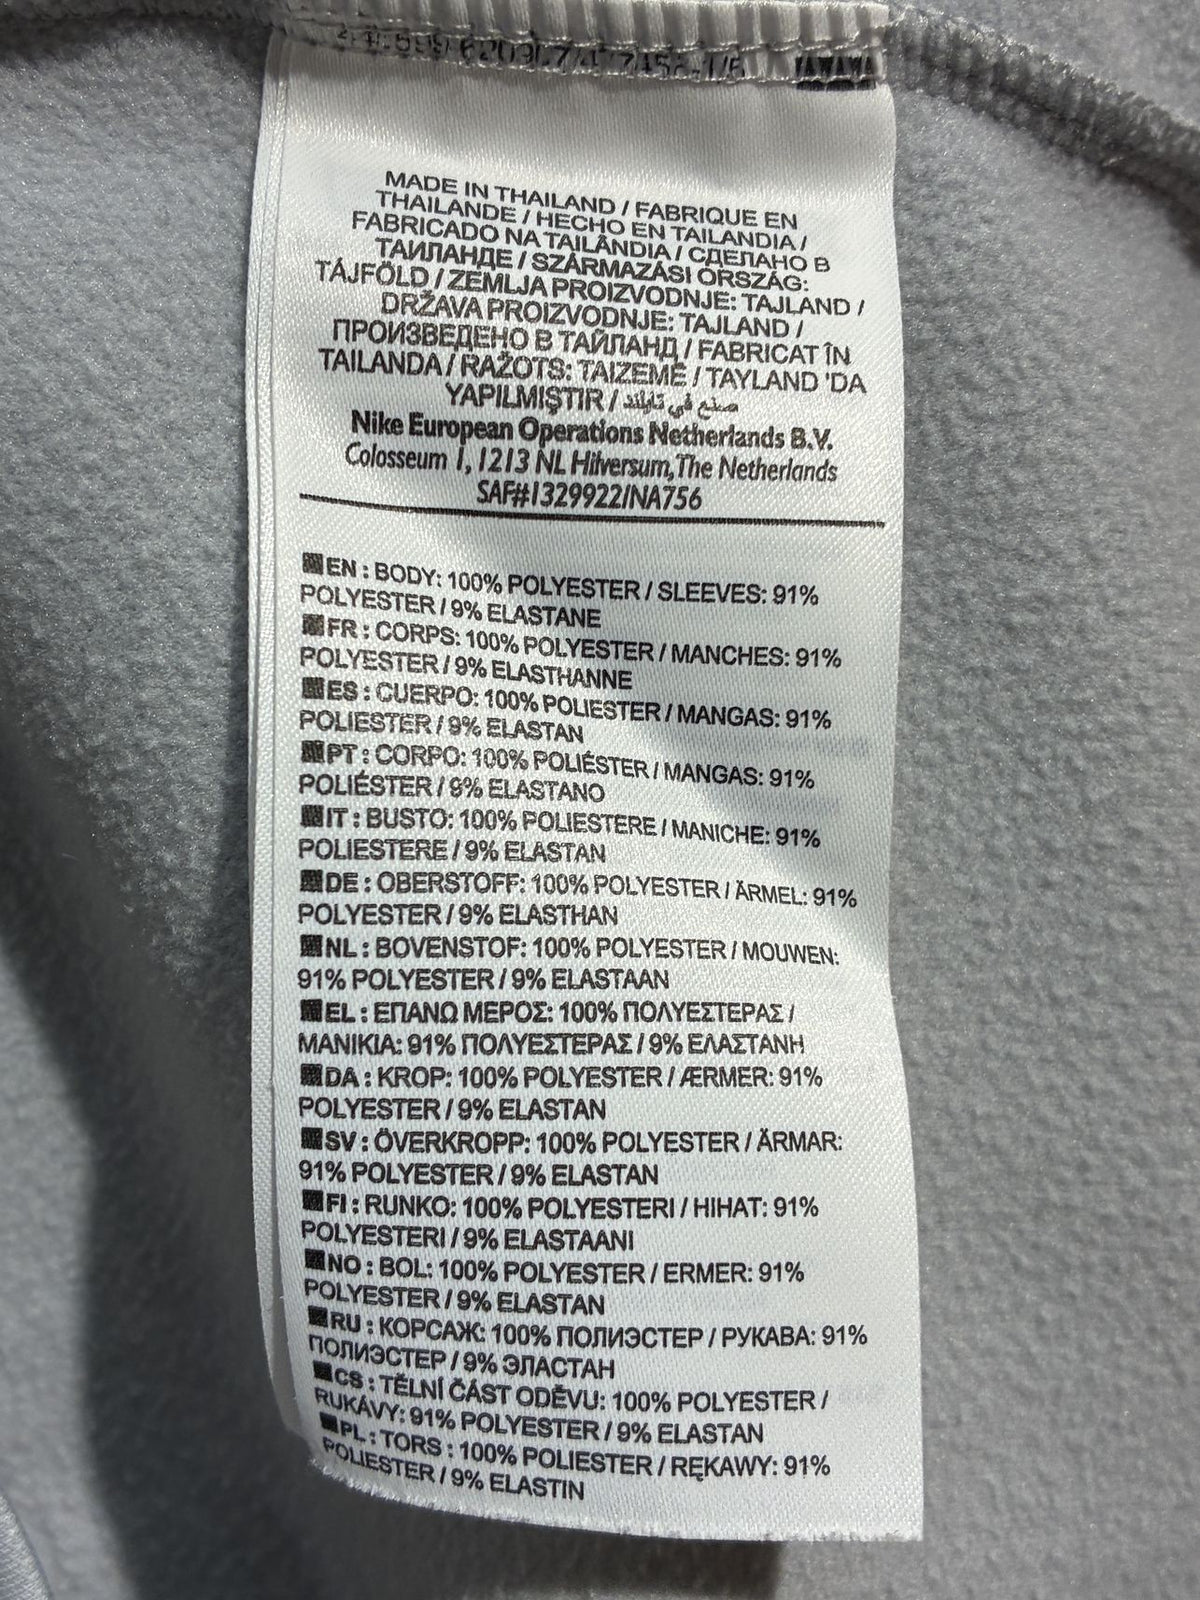 MADE IN THAILAND / FABRIQUE EN
THAILANDE / HECHO EN TAILANDIA /
FABRICADO NA TAILÂNDIA / СДЕЛАНО В
ТАИЛАНДЕ / SZÁRMAZÁSI ORSZÁG:
TÁJFÖLD / ZEMLJA PROIZVODNJE: TAJLAND /
DRŽAVA PROIZVODNJE: TAJLAND /
ПРОИЗВЕДЕНО В ТАЙЛАНД / FABRICAT ÎN
TAILANDA / RAŽOTS: TAIZEMĒ / TAYLAND 'DA
YAPILMIŞTIR / صنع في تايلند
Nike European Operations Netherlands B.V.
Colosseum 1, 1213 NL Hilversum, The Netherlands
SAF#1329922/NA756
EN : BODY: 100% POLYESTER / SLEEVES: 91%
POLYESTER / 9% ELASTANE
FR : CORPS: 100% POLYESTER / MANCHES: 91%
POLYESTER / 9% ELASTHANNE
ES : CUERPO: 100% POLIESTER / MANGAS: 91%
POLIESTER / 9% ELASTAN
PT : CORPO: 100% POLIÉSTER / MANGAS: 91%
POLIÉSTER / 9% ELASTANO
IT : BUSTO: 100% POLIESTERE / MANICHE: 91%
POLIESTERE / 9% ELASTAN
DE : OBERSTOFF: 100% POLYESTER / ÄRMEL: 91%
POLYESTER / 9% ELASTHAN
NL : BOVENSTOF: 100% POLYESTER / MOUWEN:
91% POLYESTER / 9% ELASTAAN
EL : ΕΠΑΝΩ ΜΕΡΟΣ: 100% ΠΟΛΥΕΣΤΕΡΑΣ /
ΜΑΝΙΚΙΑ: 91% ΠΟΛΥΕΣΤΕΡΑΣ / 9% ΕΛΑΣΤΑΝΗ
DA : KROP: 100% POLYESTER / ÆRMER: 91%
POLYESTER / 9% ELASTAN
SV : ÖVERKROPP: 100% POLYESTER / ÄRMAR:
91% POLYESTER / 9% ELASTAN
FI : RUNKO: 100% POLYESTERI / HIHAT: 91%
POLYESTERI / 9% ELASTAANI
NO : BOL: 100% POLYESTER / ERMER: 91%
POLYESTER / 9% ELASTAN
RU : КОРСАЖ: 100% ПОЛИЭСТЕР / РУКАВА: 91%
ПОЛИЭСТЕР / 9% ЭЛАСТАН
CS : TĚLNÍ ČÁST ODĚVU: 100% POLYESTER /
RUKÁVY: 91% POLYESTER / 9% ELASTAN
PL : TORS : 100% POLIESTER / RĘKAWY: 91%
POLIESTER / 9% ELASTIN